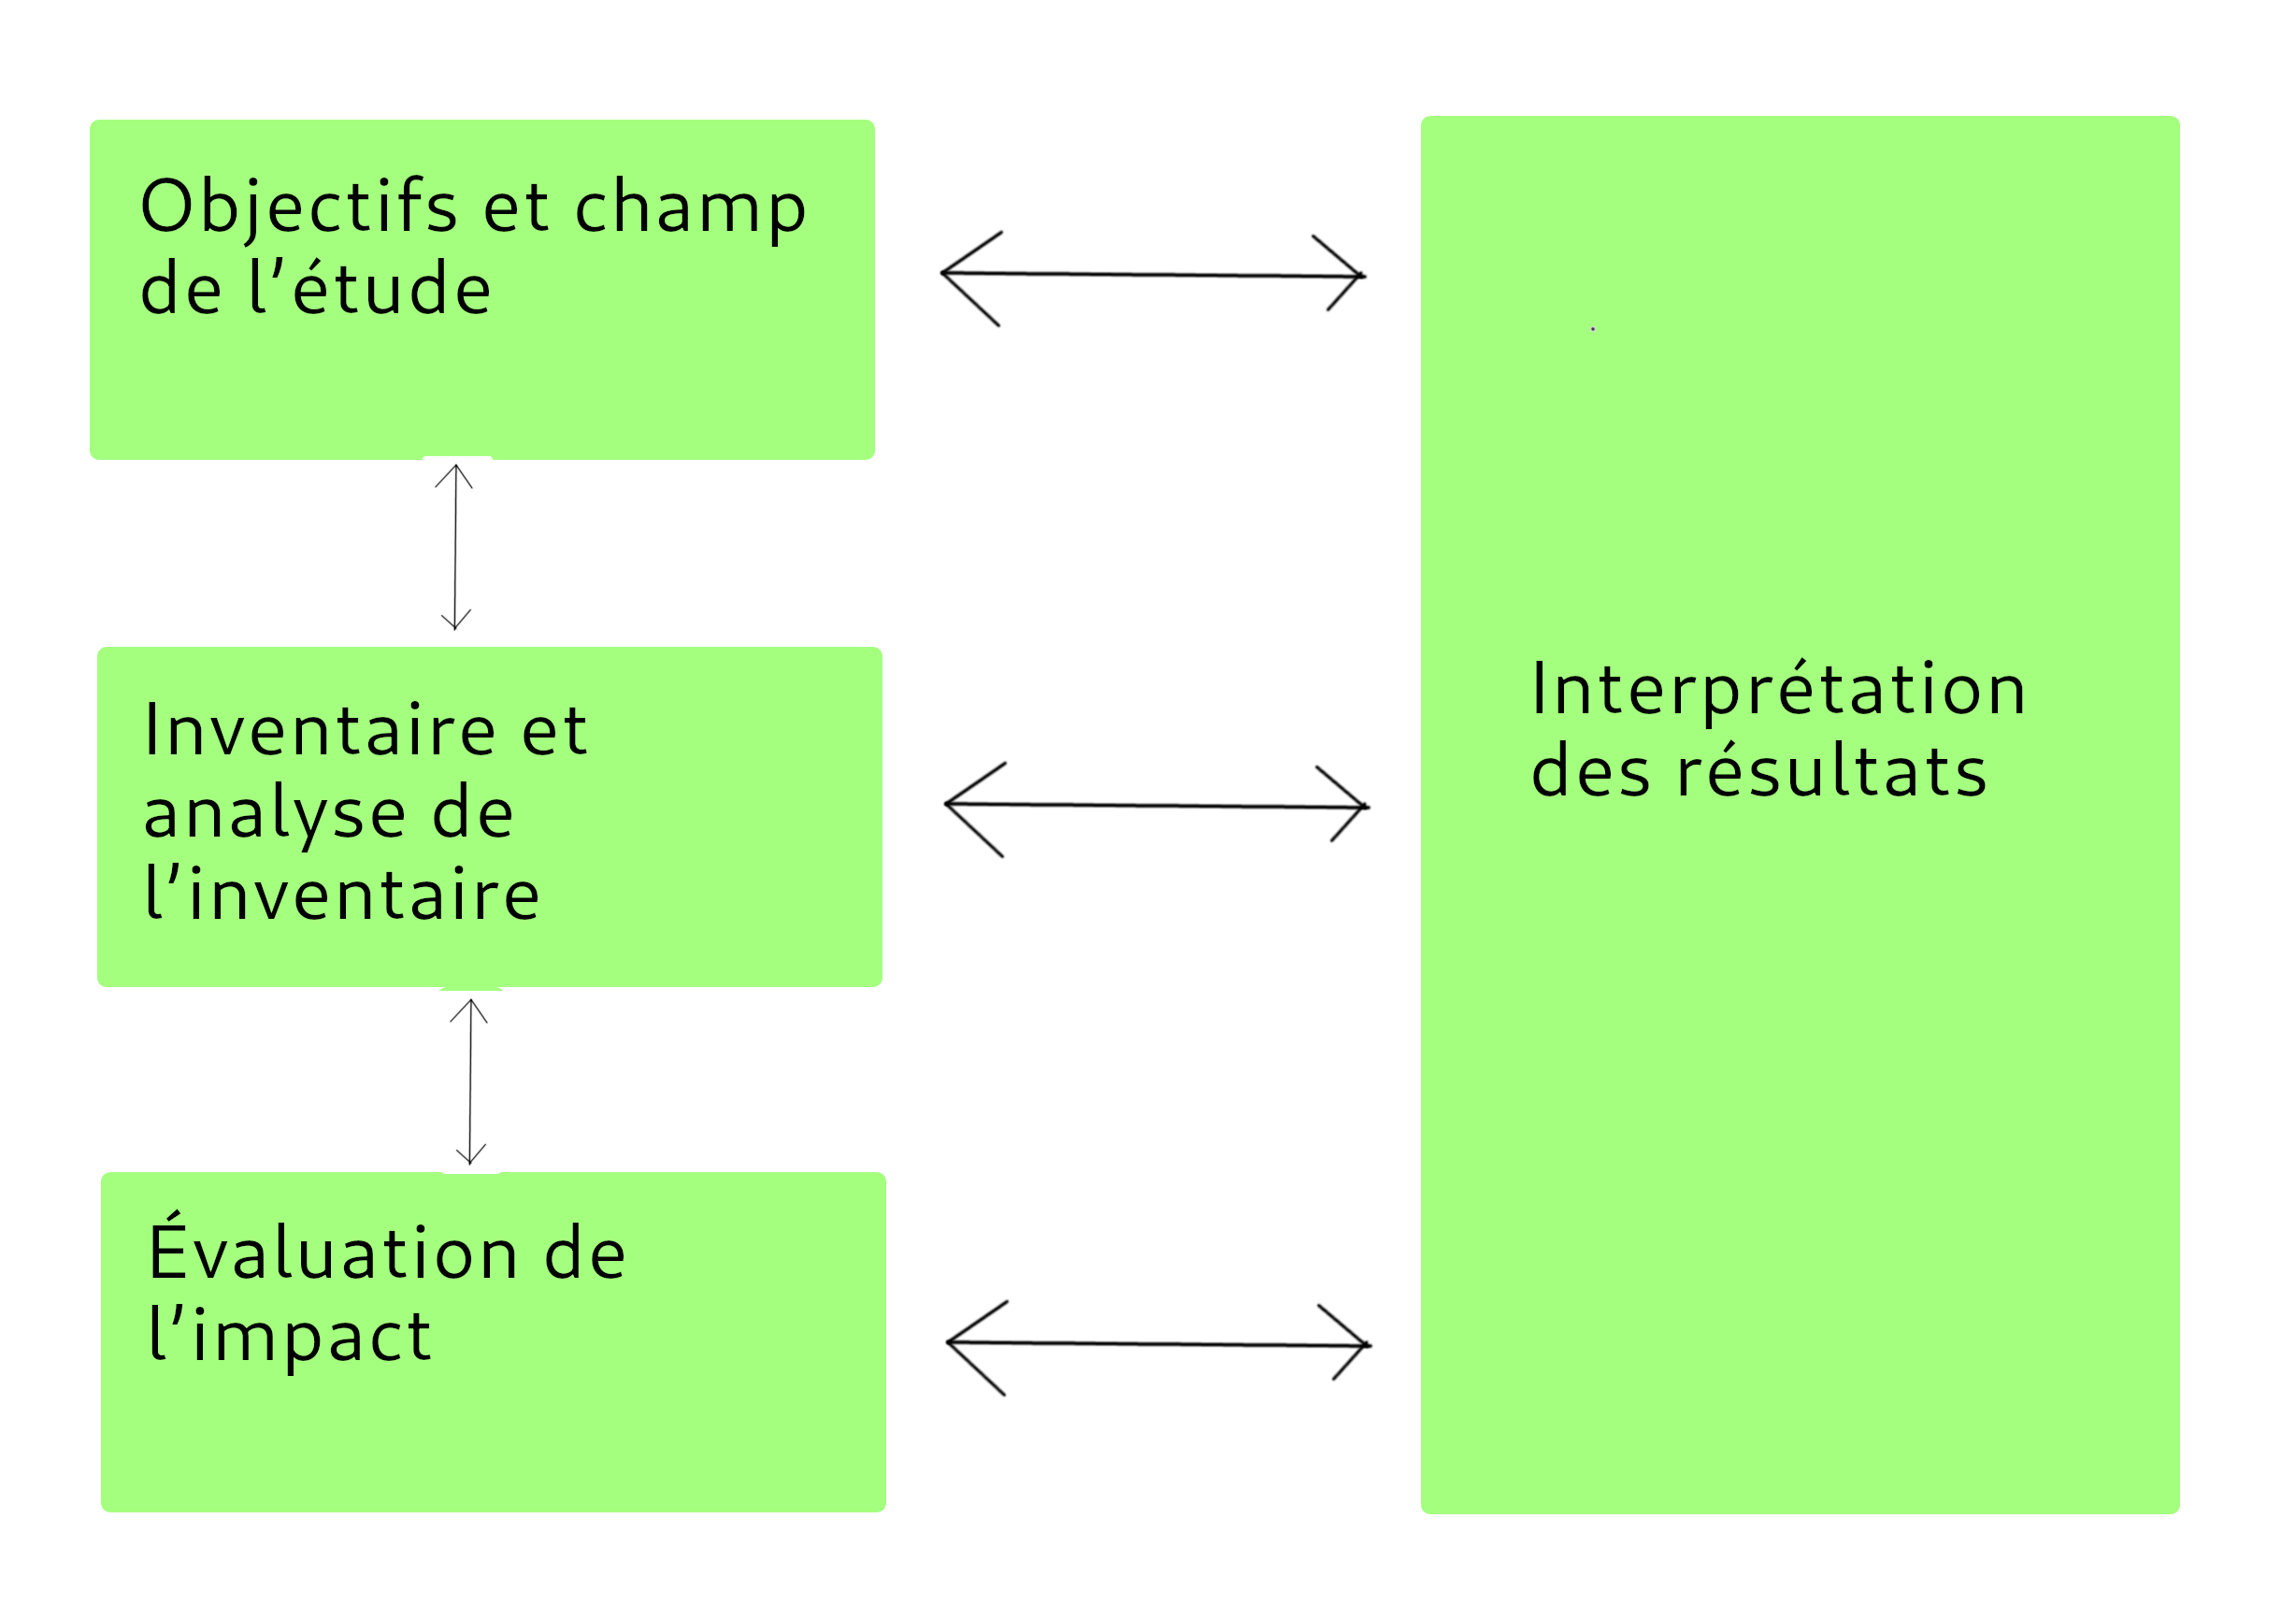 Objectifs et champ
de l'étude
Inventaire et
analyse de
l'inventaire
Interprétation
des résultats
Évaluation de
l'impact